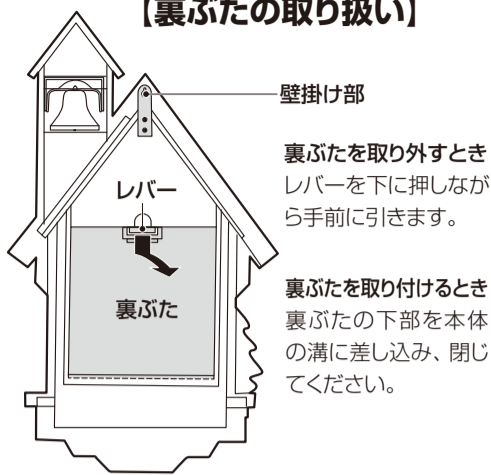 【裏ぶたの取り扱い】
壁掛け部
裏ぶたを取り外すとき
レバーを下に押しなが
ら手前に引きます。
レバー
裏ぶたを取り付けるとき
裏ぶたの下部を本体
の溝に差し込み、閉じ
てください。
裏ぶた